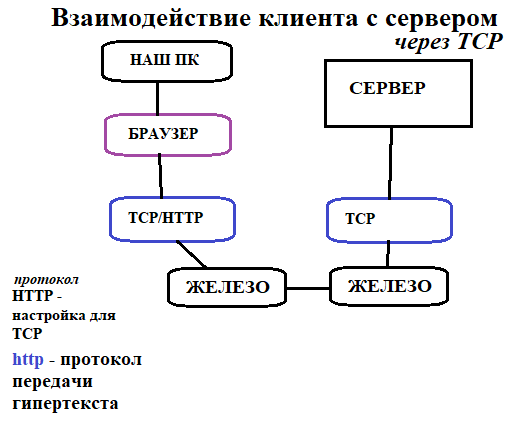 Взаимодействие клиента с сервером
через TCP
НАШ ПК
СЕРВЕР
БРАУЗЕР
TCP/HTTP
TCP
ЖЕЛЕЗО
ЖЕЛЕЗО
протокол
HTTP -
настройка для
TCP
http - протокол
передачи
гипертекста